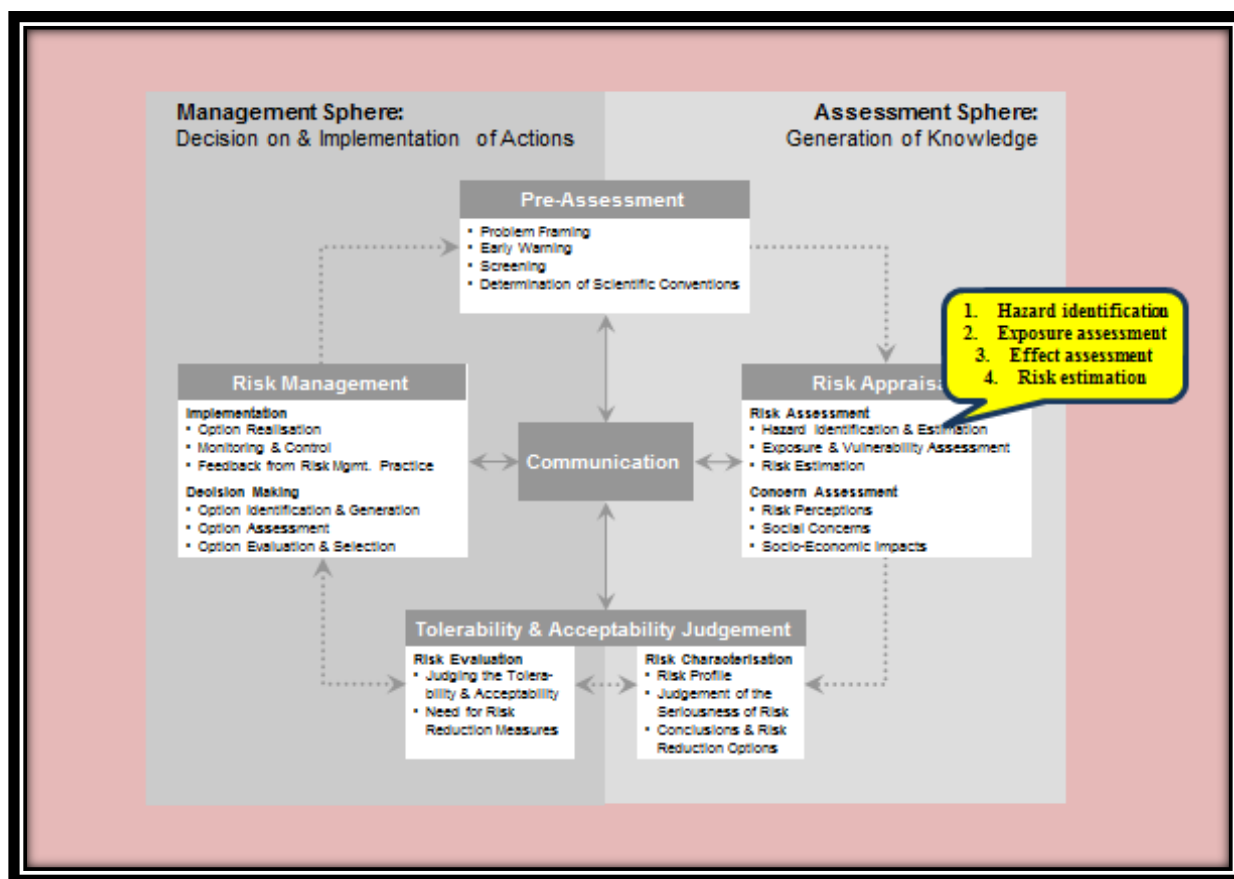 Management Sphere:
Decision on & Implementation of Actions
Assessment Sphere:
Generation of Knowledge
Pre-Assessment
▪ Problem Framing
▪ Early Warning
▪ Screening
▪ Determination of Scientific Conventions
1. Hazard identification
2. Exposure assessment
3. Effect assessment
4. Risk estimation
Risk Management
Implementation
▪ Option Realisation
▪ Monitoring & Control
▪ Feedback from Risk Mgmt. Practice
Decision Making
▪ Option Identification & Generation
▪ Option Assessment
▪ Option Evaluation & Selection
Communication
Risk Appraisa
Risk Assessment
▪ Hazard Identification & Estimation
▪ Exposure & Vulnerability Assessment
▪ Risk Estimation
Concern Assessment
▪ Risk Perceptions
▪ Social Concerns
▪ Socio-Economic Impacts
Tolerability & Acceptability Judgement
Risk Evaluation
▪ Judging the Tolera-
bility & Acceptability
▪ Need for Risk
Reduction Measures
Risk Characterisation
▪ Risk Profile
▪ Judgement of the
Seriousness of Risk
▪ Conclusions & Risk
Reduction Options